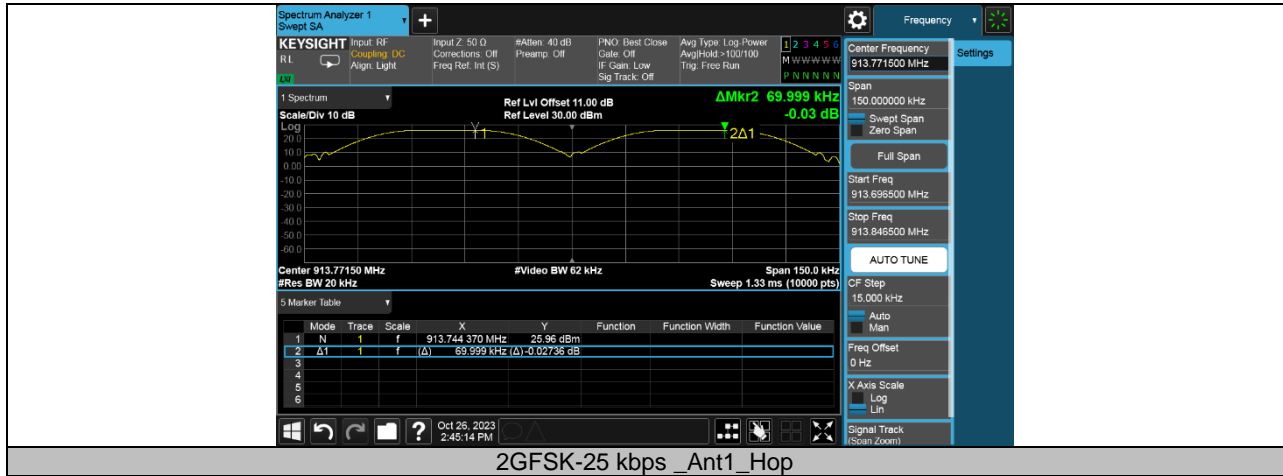 Spectrum Analyzer 1
Swept SA
+
Frequency
KEYSIGHT
RL
LXI
Input: RF
Coupling: DC
Align: Light
Input Z: 50 Ω
Corrections: Off
Freq Ref: Int (S)
#Atten: 40 dB
Preamp: Off
PNO: Best Close
Gate: Off
IF Gain: Low
Sig Track: Off
Avg Type: Log-Power
Avg|Hold:>100/100
Trig: Free Run
1 2 3 4 5 6
M W W W W W
P N N N N N
1 Spectrum
Scale/Div 10 dB
Log
Ref Lvl Offset 11.00 dB
Ref Level 30.00 dBm
ΔMkr2 69.999 kHz
-0.03 dB
1
2Δ1
20.0
10.0
0.00
-10.0
-20.0
-30.0
-40.0
-50.0
-60.0
Center 913.77150 MHz
#Res BW 20 kHz
#Video BW 62 kHz
Span 150.0 kHz
Sweep 1.33 ms (10000 pts)
5 Marker Table
Mode Trace Scale X Y Function Function Width Function Value
1 N 1 f 913.744 370 MHz 25.96 dBm
2 Δ1 1 f (Δ) 69.999 kHz (Δ) -0.02736 dB
3
4
5
6
Oct 26, 2023
2:45:14 PM
?
Center Frequency
913.771500 MHz
Settings
Span
150.000000 kHz
Swept Span
Zero Span
Full Span
Start Freq
913.696500 MHz
Stop Freq
913.846500 MHz
AUTO TUNE
CF Step
15.000 kHz
Auto
Man
Freq Offset
0 Hz
X Axis Scale
Log
Lin
Signal Track
(Span Zoom)
2GFSK-25 kbps _Ant1_Hop